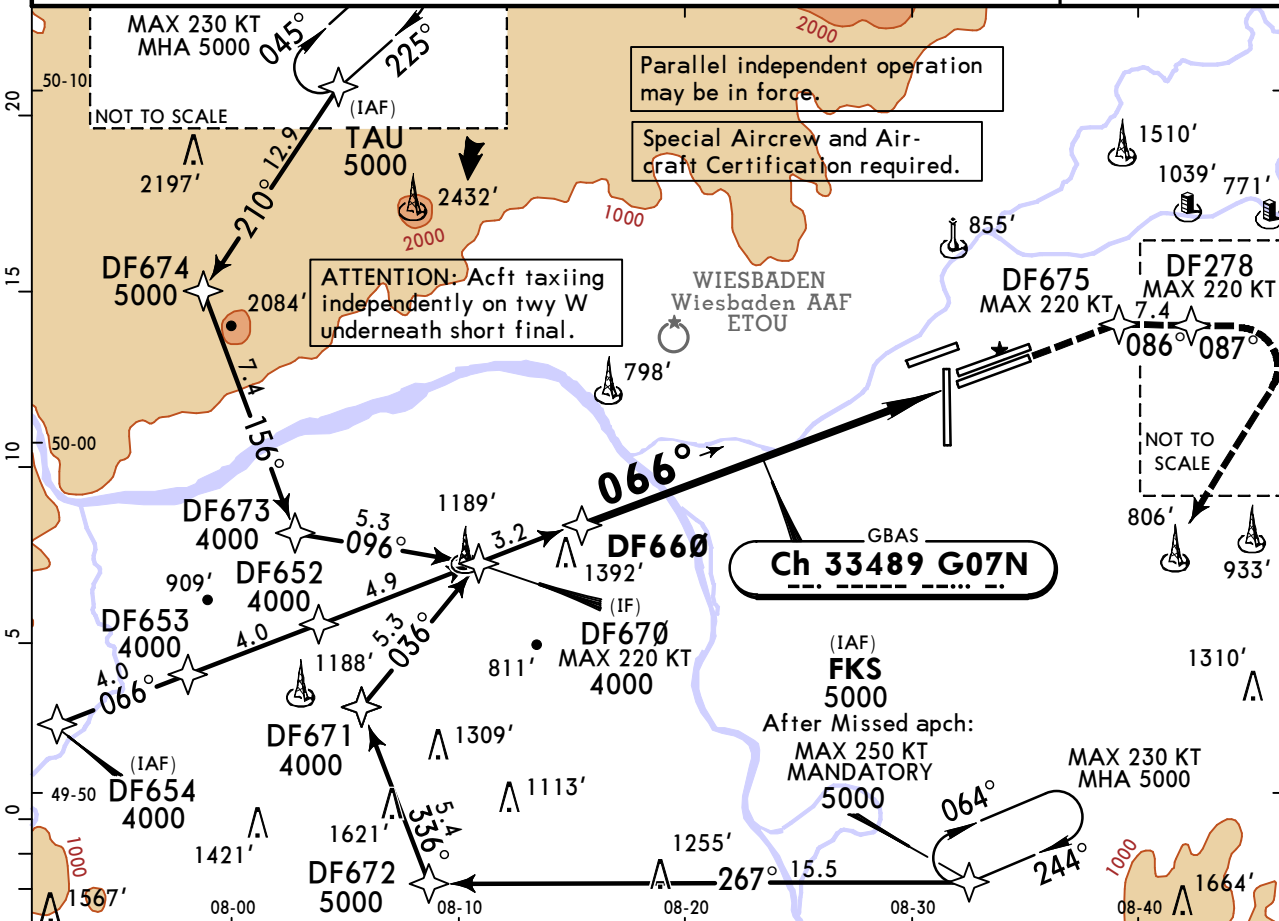 MAX 230 KT
MHA 5000
045°
225°
2000
50-10
20
NOT TO SCALE
(IAF)
TAU
5000
12.9
210°
2197'
2432'
2000
1000
Parallel independent operation
may be in force.
Special Aircrew and Air-
craft Certification required.
1510'
1039'
771'
855'
DF674
5000
15
2084'
ATTENTION: Acft taxiing
independently on twy W
underneath short final.
WIESBADEN
Wiesbaden AAF
ETOU
DF675
MAX 220 KT
DF278
MAX 220 KT
7.4
086°
087°
7.4
156°
798'
50-00
10
NOT TO
SCALE
066°
DF673
4000
5.3
096°
1189'
3.2
DF66Ø
1392'
GBAS
Ch 33489 G07N
806'
933'
909'
DF652
4000
4.9
DF653
4000
4.0
5
4.0
066°
1188'
5.3
036°
(IF)
DF67Ø
MAX 220 KT
4000
811'
(IAF)
FKS
5000
After Missed apch:
MAX 250 KT
MANDATORY
5000
1310'
DF671
4000
1309'
(IAF)
DF654
4000
49-50
0
1113'
MAX 230 KT
MHA 5000
064°
244°
1621'
5.4
336°
1421'
1000
1567'
DF672
5000
1255'
267°
15.5
1000
1664'
08-00
08-10
08-20
08-30
08-40